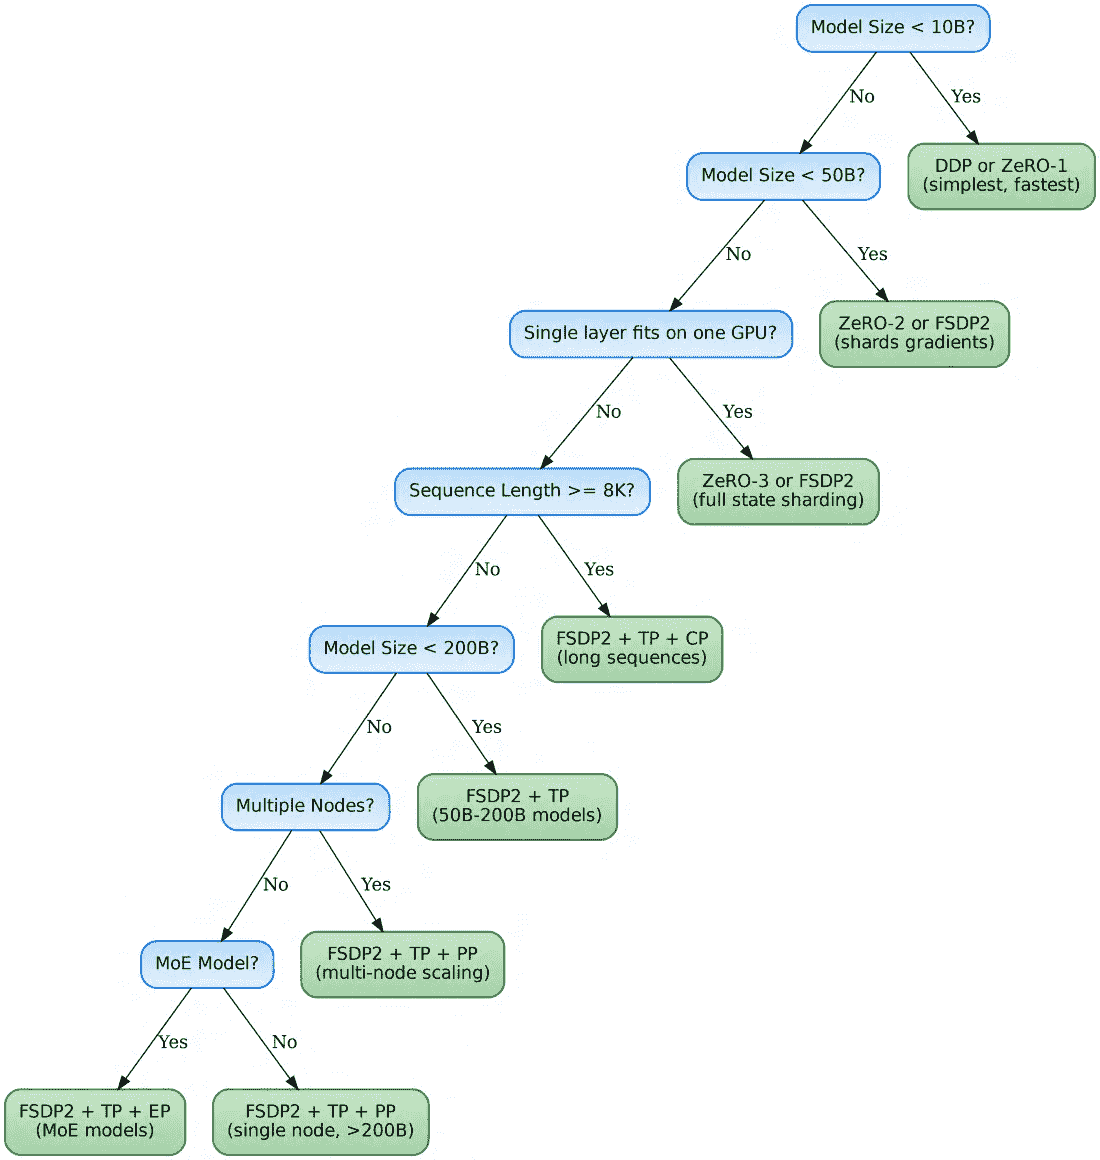 Model Size < 10B?
No
Yes
Model Size < 50B?
DDP or ZeRO-1
(simplest, fastest)
No
Yes
Single layer fits on one GPU?
ZeRO-2 or FSDP2
(shards gradients)
No
Yes
Sequence Length >= 8K?
ZeRO-3 or FSDP2
(full state sharding)
No
Yes
Model Size < 200B?
FSDP2 + TP + CP
(long sequences)
No
Yes
Multiple Nodes?
FSDP2 + TP
(50B-200B models)
No
Yes
MoE Model?
FSDP2 + TP + PP
(multi-node scaling)
Yes
No
FSDP2 + TP + EP
(MoE models)
FSDP2 + TP + PP
(single node, >200B)